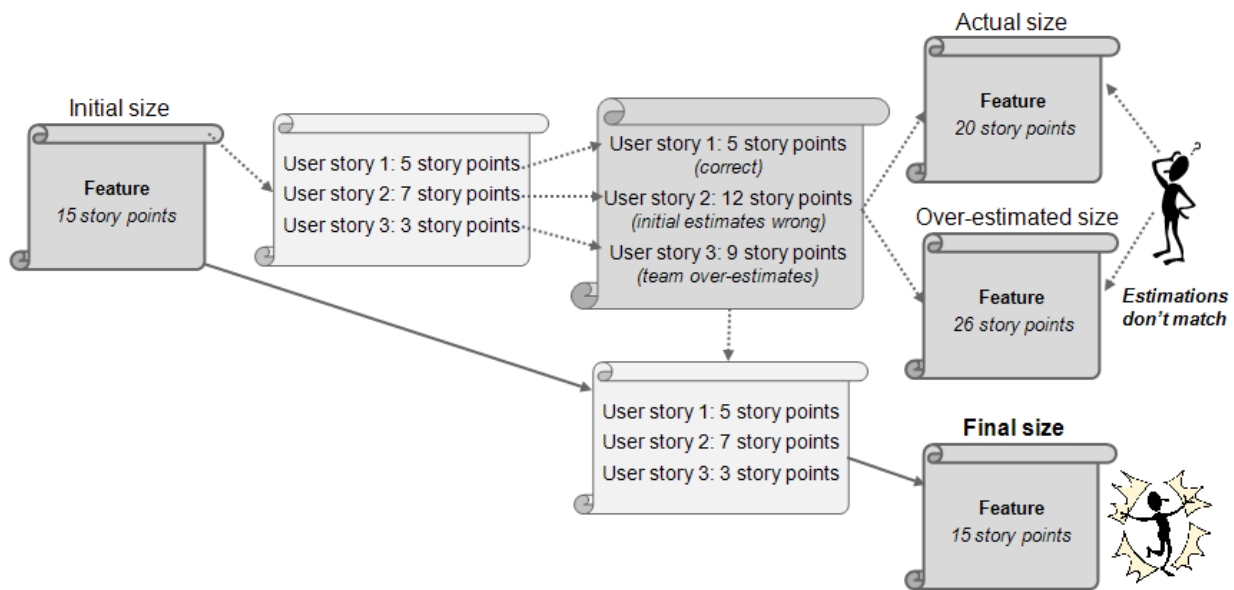 Initial size
Feature
15 story points
User story 1: 5 story points
User story 2: 7 story points
User story 3: 3 story points
User story 1: 5 story points
(correct)
User story 2: 12 story points
(initial estimates wrong)
User story 3: 9 story points
(team over-estimates)
Actual size
Feature
20 story points
?
Over-estimated size
Feature
26 story points
Estimations
don't match
User story 1: 5 story points
User story 2: 7 story points
User story 3: 3 story points
Final size
Feature
15 story points